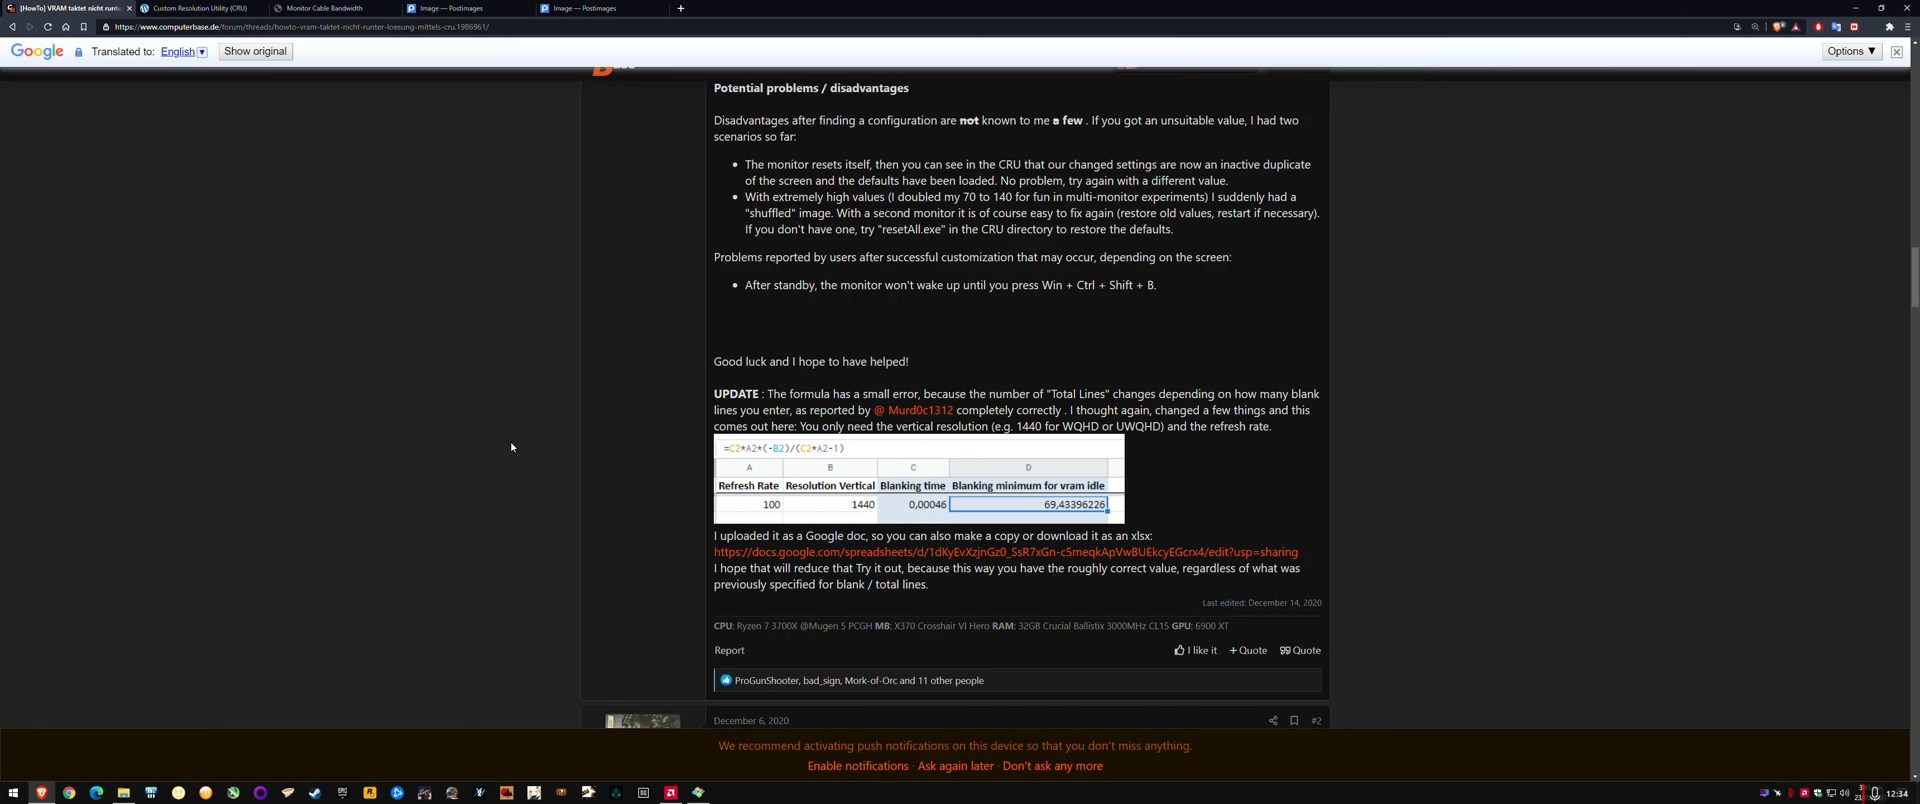 [HowTo] VRAM taktet nicht runter
Custom Resolution Utility (CRU)
Monitor Cable Bandwidth
Image — Postimages
Image — Postimages
https://www.computerbase.de/forum/threads/howto-vram-taktet-nicht-runter-loesung-mittels-cru.1986961/
Google Translated to: English Show original Options ▼
Potential problems / disadvantages
Disadvantages after finding a configuration are not known to me a few . If you got an unsuitable value, I had two
scenarios so far:
• The monitor resets itself, then you can see in the CRU that our changed settings are now an inactive duplicate
of the screen and the defaults have been loaded. No problem, try again with a different value.
• With extremely high values (I doubled my 70 to 140 for fun in multi-monitor experiments) I suddenly had a
"shuffled" image. With a second monitor it is of course easy to fix again (restore old values, restart if necessary).
If you don't have one, try "resetAll.exe" in the CRU directory to restore the defaults.
Problems reported by users after successful customization that may occur, depending on the screen:
• After standby, the monitor won't wake up until you press Win + Ctrl + Shift + B.
Good luck and I hope to have helped!
UPDATE : The formula has a small error, because the number of "Total Lines" changes depending on how many blank
lines you enter, as reported by @ Murd0c1312 completely correctly . I thought again, changed a few things and this
comes out here: You only need the vertical resolution (e.g. 1440 for WQHD or UWQHD) and the refresh rate.
=C2*A2*(-B2)/(C2*A2-1)
A B C D
Refresh Rate Resolution Vertical Blanking time Blanking minimum for vram idle
100 1440 0,00046 69,43396226
I uploaded it as a Google doc, so you can also make a copy or download it as an xlsx:
https://docs.google.com/spreadsheets/d/1dKyEvXzjnGz0_SsR7xGn-c5meqkApVwBUEkcyEGcrx4/edit?usp=sharing
I hope that will reduce that Try it out, because this way you have the roughly correct value, regardless of what was
previously specified for blank / total lines.
Last edited: December 14, 2020
CPU: Ryzen 7 3700X @Mugen 5 PCGH MB: X370 Crosshair VI Hero RAM: 32GB Crucial Ballistix 3000MHz CL15 GPU: 6900 XT
Report I like it + Quote Quote
ProGunShooter, bad_sign, Mork-of-Orc and 11 other people
December 6, 2020 #2
We recommend activating push notifications on this device so that you don't miss anything.
Enable notifications · Ask again later · Don't ask any more
12:34